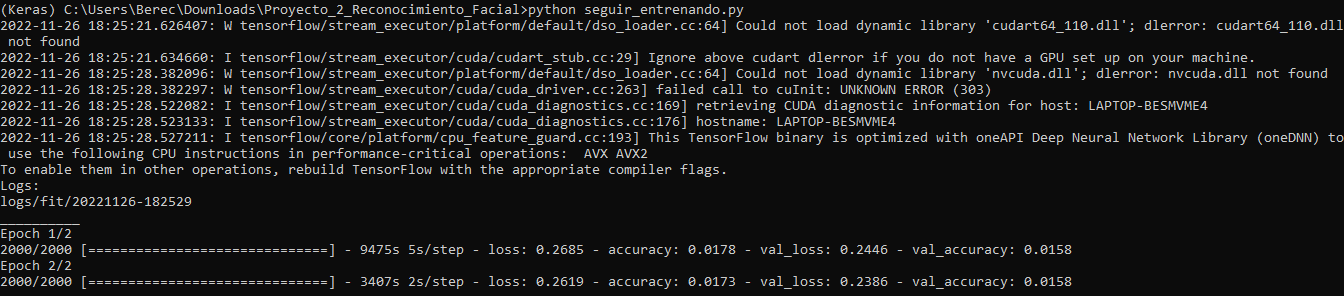 (Keras) C:\Users\Berec\Downloads\Proyecto_2_Reconocimiento_Facial>python seguir_entrenando.py
2022-11-26 18:25:21.626407: W tensorflow/stream_executor/platform/default/dso_loader.cc:64] Could not load dynamic library 'cudart64_110.dll'; dlerror: cudart64_110.dll
 not found
2022-11-26 18:25:21.634660: I tensorflow/stream_executor/cuda/cudart_stub.cc:29] Ignore above cudart dlerror if you do not have a GPU set up on your machine.
2022-11-26 18:25:28.382096: W tensorflow/stream_executor/platform/default/dso_loader.cc:64] Could not load dynamic library 'nvcuda.dll'; dlerror: nvcuda.dll not found
2022-11-26 18:25:28.382297: W tensorflow/stream_executor/cuda/cuda_driver.cc:263] failed call to cuInit: UNKNOWN ERROR (303)
2022-11-26 18:25:28.522082: I tensorflow/stream_executor/cuda/cuda_diagnostics.cc:169] retrieving CUDA diagnostic information for host: LAPTOP-BESMVME4
2022-11-26 18:25:28.523133: I tensorflow/stream_executor/cuda/cuda_diagnostics.cc:176] hostname: LAPTOP-BESMVME4
2022-11-26 18:25:28.527211: I tensorflow/core/platform/cpu_feature_guard.cc:193] This TensorFlow binary is optimized with oneAPI Deep Neural Network Library (oneDNN) to
 use the following CPU instructions in performance-critical operations:  AVX AVX2
To enable them in other operations, rebuild TensorFlow with the appropriate compiler flags.
Logs:
logs/fit/20221126-182529
__________
Epoch 1/2
2000/2000 [==============================] - 9475s 5s/step - loss: 0.2685 - accuracy: 0.0178 - val_loss: 0.2446 - val_accuracy: 0.0158
Epoch 2/2
2000/2000 [==============================] - 3407s 2s/step - loss: 0.2619 - accuracy: 0.0173 - val_loss: 0.2386 - val_accuracy: 0.0158